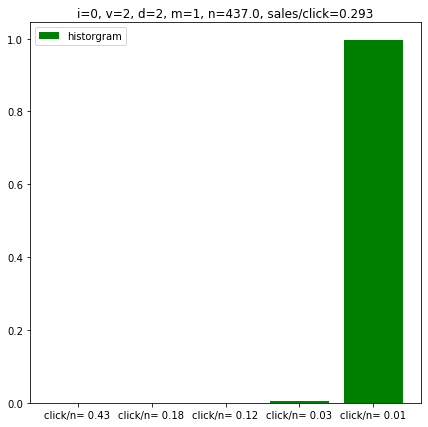 i=0, v=2, d=2, m=1, n=437.0, sales/click=0.293
historgram
1.0
0.8
0.6
0.4
0.2
0.0
click/n= 0.43 click/n= 0.18 click/n= 0.12 click/n= 0.03 click/n= 0.01